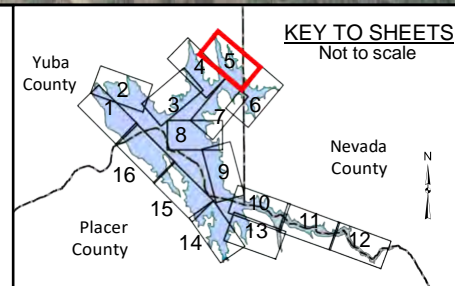 KEY TO SHEETS
Not to scale
Yuba
County
5
4
2
6
3
1
7
8
Nevada
County
N
16
9
15
10
Placer
County
11
13
12
14